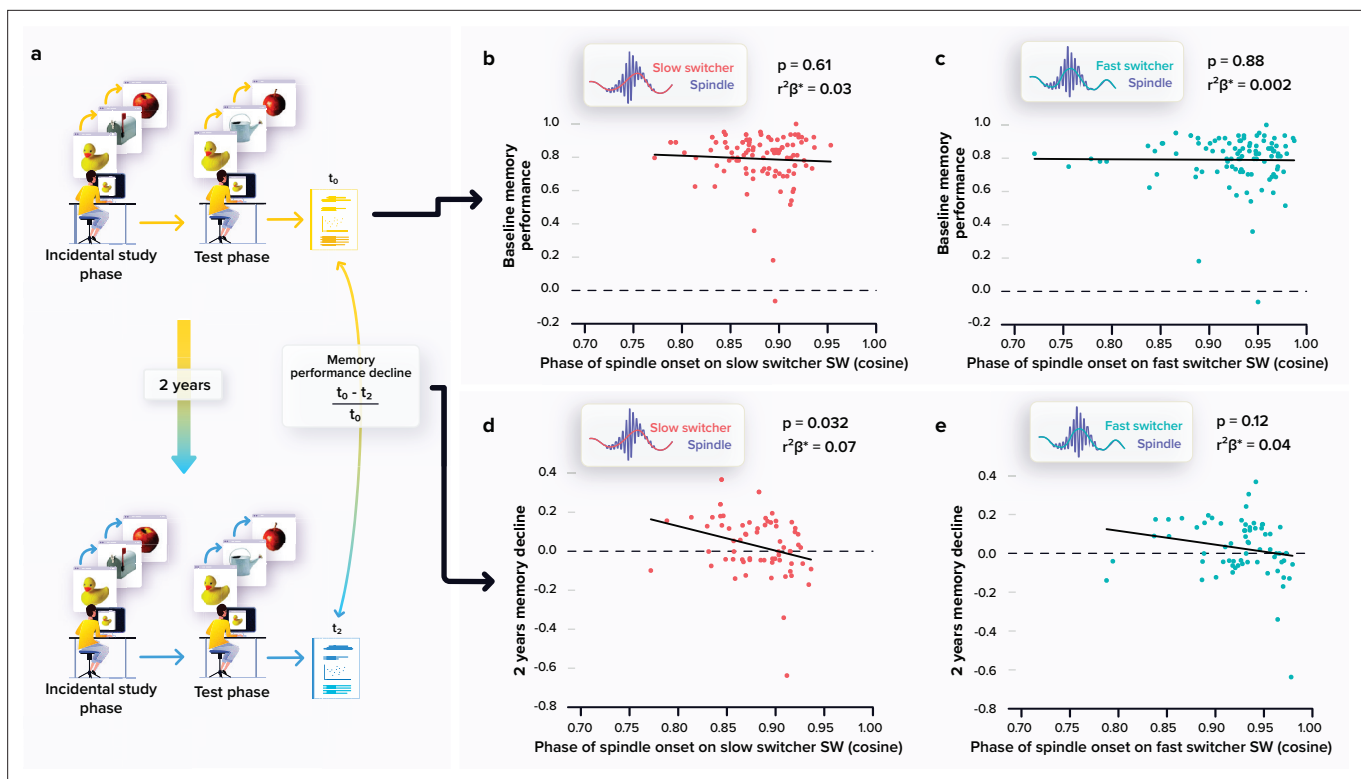 a
t0
Incidental study
phase
Test phase
2 years
Memory
performance decline
t0 - t2
t0
t2
Incidental study
phase
Test phase
b
Slow switcher
Spindle
p = 0.61
r²β* = 0.03
Baseline memory
performance
1.0
0.8
0.6
0.4
0.2
0.0
-0.2
0.70 0.75 0.80 0.85 0.90 0.95 1.00
Phase of spindle onset on slow switcher SW (cosine)
c
Fast switcher
Spindle
p = 0.88
r²β* = 0.002
Baseline memory
performance
1.0
0.8
0.6
0.4
0.2
0.0
-0.2
0.70 0.75 0.80 0.85 0.90 0.95 1.00
Phase of spindle onset on fast switcher SW (cosine)
d
Slow switcher
Spindle
p = 0.032
r²β* = 0.07
2 years memory decline
0.4
0.2
0.0
-0.2
-0.4
-0.6
-0.8
0.70 0.75 0.80 0.85 0.90 0.95 1.00
Phase of spindle onset on slow switcher SW (cosine)
e
Fast switcher
Spindle
p = 0.12
r²β* = 0.04
2 years memory decline
0.4
0.2
0.0
-0.2
-0.4
-0.6
-0.8
0.70 0.75 0.80 0.85 0.90 0.95 1.00
Phase of spindle onset on fast switcher SW (cosine)